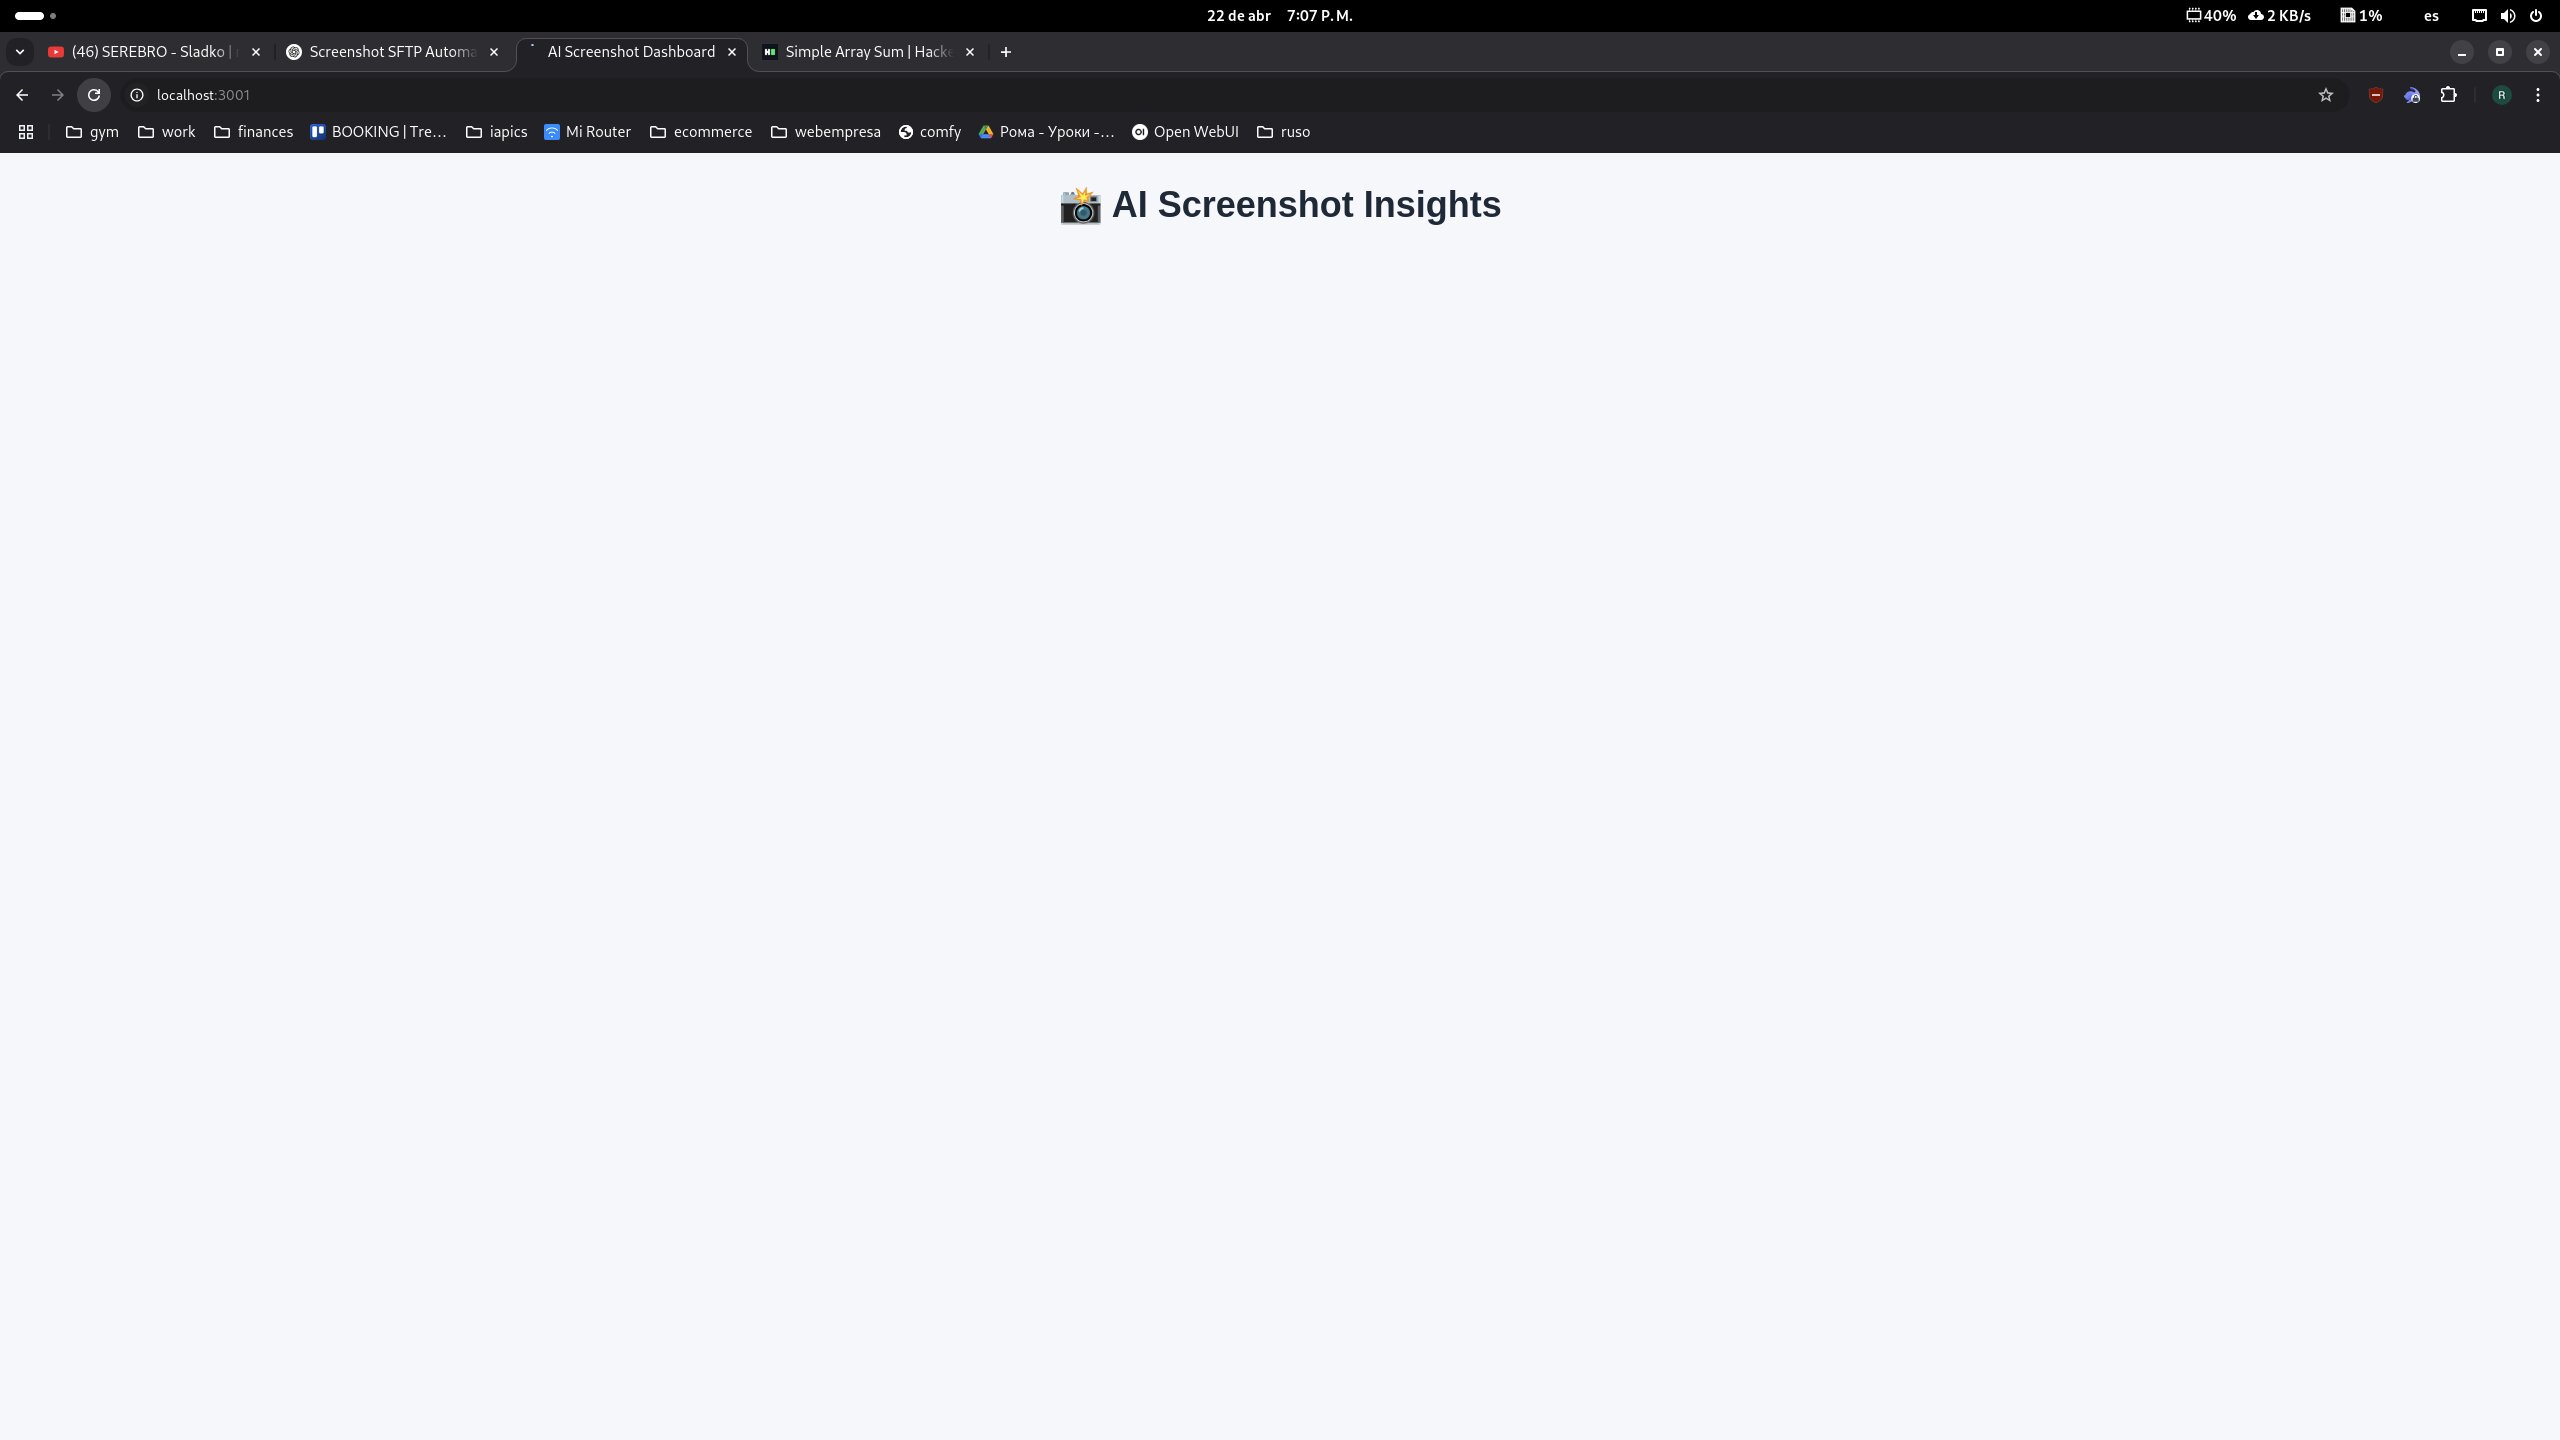 22 de abr 7:07 P. M.
40% 2 KB/s 1% es
(46) SEREBRO - Sladko |
Screenshot SFTP Automa
AI Screenshot Dashboard
Simple Array Sum | Hacke
localhost:3001
R
gym work finances BOOKING | Tre... iapics Mi Router ecommerce webempresa comfy Рома - Уроки -... Open WebUI ruso
📸 AI Screenshot Insights